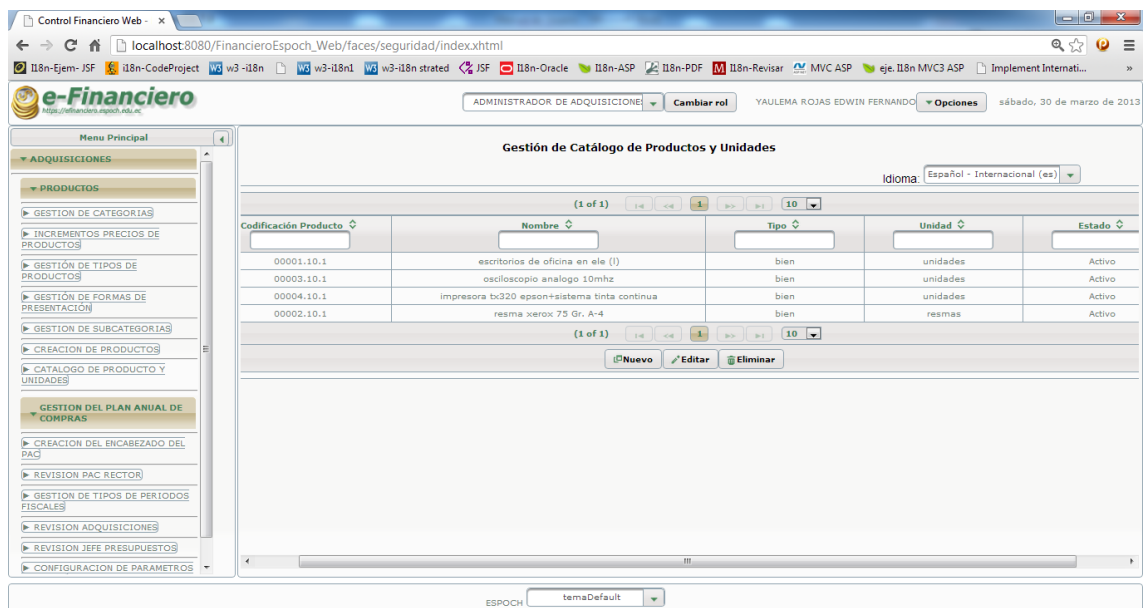 Control Financiero Web -
localhost:8080/FinancieroEspoch_Web/faces/seguridad/index.xhtml
I18n-Ejem- JSF i18n-CodeProject w3 -i18n w3-i18n1 w3-i18n strated JSF I18n-Oracle I18n-ASP I18n-PDF I18n-Revisar MVC ASP eje. I18n MVC3 ASP Implement Internati... »
e-Financiero
https://efinanciero.espoch.edu.ec
ADMINISTRADOR DE ADQUISICIONE Cambiar rol YAULEMA ROJAS EDWIN FERNANDO Opciones sábado, 30 de marzo de 2013
Menu Principal
ADQUISICIONES
PRODUCTOS
GESTION DE CATEGORIAS
INCREMENTOS PRECIOS DE
PRODUCTOS
GESTIÓN DE TIPOS DE
PRODUCTOS
GESTIÓN DE FORMAS DE
PRESENTACIÓN
GESTION DE SUBCATEGORIAS
CREACION DE PRODUCTOS
CATALOGO DE PRODUCTO Y
UNIDADES
GESTION DEL PLAN ANUAL DE
COMPRAS
CREACION DEL ENCABEZADO DEL
PAC
REVISION PAC RECTOR
GESTION DE TIPOS DE PERIODOS
FISCALES
REVISION ADQUISICIONES
REVISION JEFE PRESUPUESTOS
CONFIGURACION DE PARAMETROS
Gestión de Catálogo de Productos y Unidades
Idioma: Español - Internacional (es)
(1 of 1) 1 10
Codificación Producto Nombre Tipo Unidad Estado
00001.10.1 escritorios de oficina en ele (l) bien unidades Activo
00003.10.1 osciloscopio analogo 10mhz bien unidades Activo
00004.10.1 impresora tx320 epson+sistema tinta continua bien unidades Activo
00002.10.1 resma xerox 75 Gr. A-4 bien resmas Activo
(1 of 1) 1 10
Nuevo Editar Eliminar
ESPOCH temaDefault